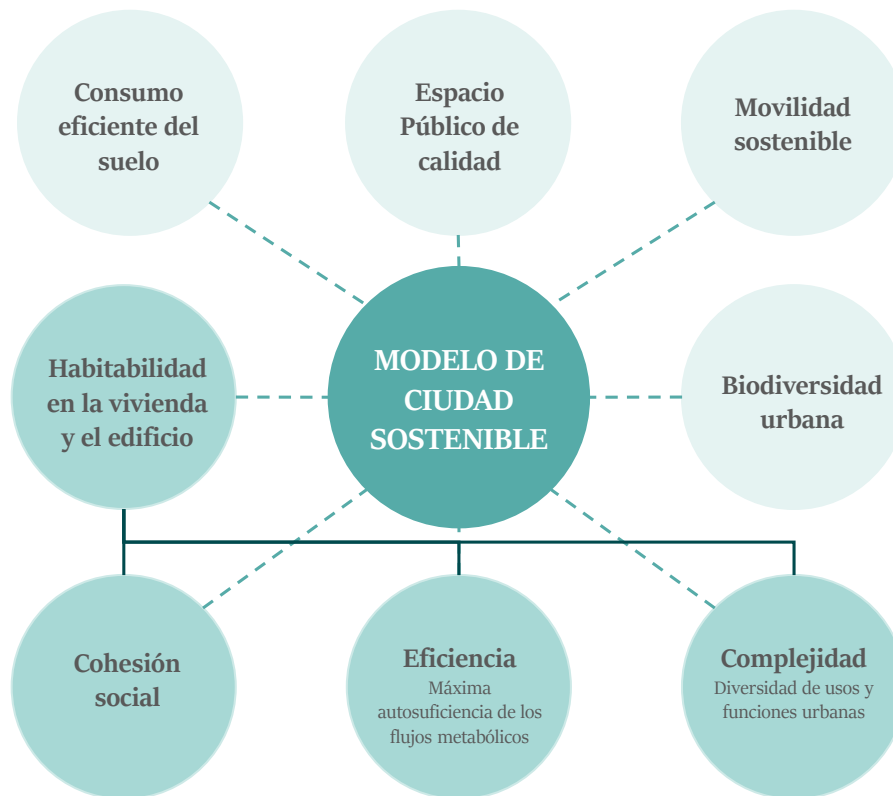 Consumo
eficiente del
suelo
Espacio
Público de
calidad
Movilidad
sostenible
Habitabilidad
en la vivienda
y el edificio
MODELO DE
CIUDAD
SOSTENIBLE
Biodiversidad
urbana
Cohesión
social
Eficiencia
Máxima
autosuficiencia de los
flujos metabólicos
Complejidad
Diversidad de usos y
funciones urbanas